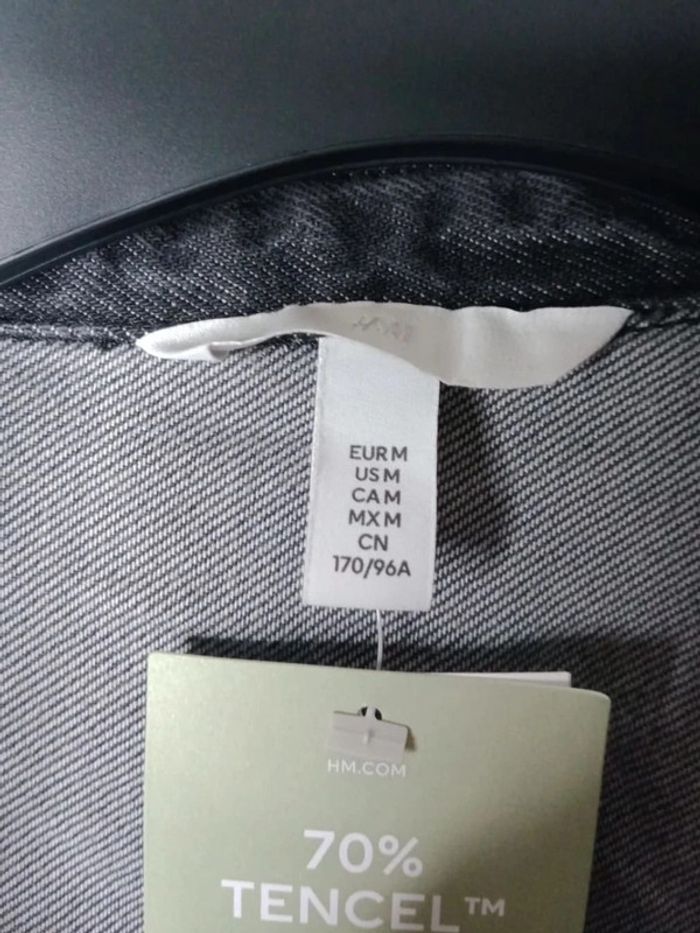 EUR M
US M
CA M
MX M
CN
170/96A
HM.COM
70%
TENCEL™